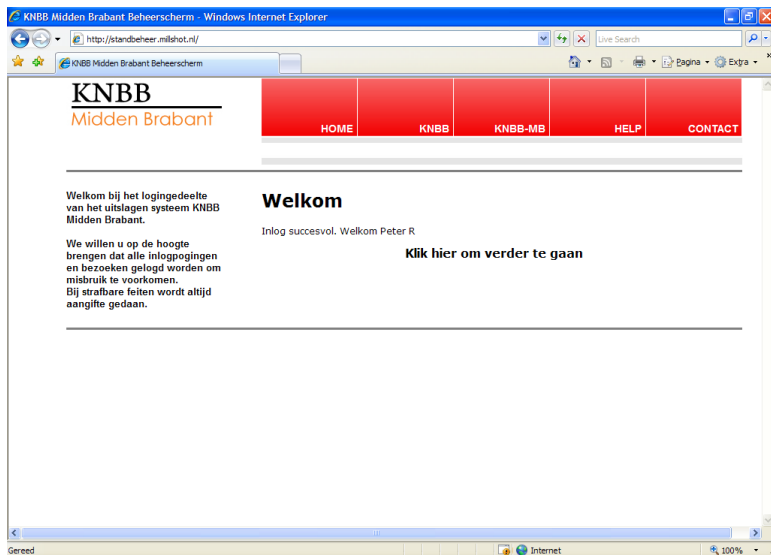 KNBB Midden Brabant Beheerscherm - Windows Internet Explorer
http://standbeheer.milshot.nl/
Live Search
KNBB Midden Brabant Beheerscherm
Pagina
Extra
KNBB
Midden Brabant
HOME
KNBB
KNBB-MB
HELP
CONTACT
Welkom bij het logingedeelte
van het uitslagen systeem KNBB
Midden Brabant.
We willen u op de hoogte
brengen dat alle inlogpogingen
en bezoeken gelogd worden om
misbruik te voorkomen.
Bij strafbare feiten wordt altijd
aangifte gedaan.
Welkom
Inlog succesvol. Welkom Peter R
Klik hier om verder te gaan
Gereed
Internet
100%